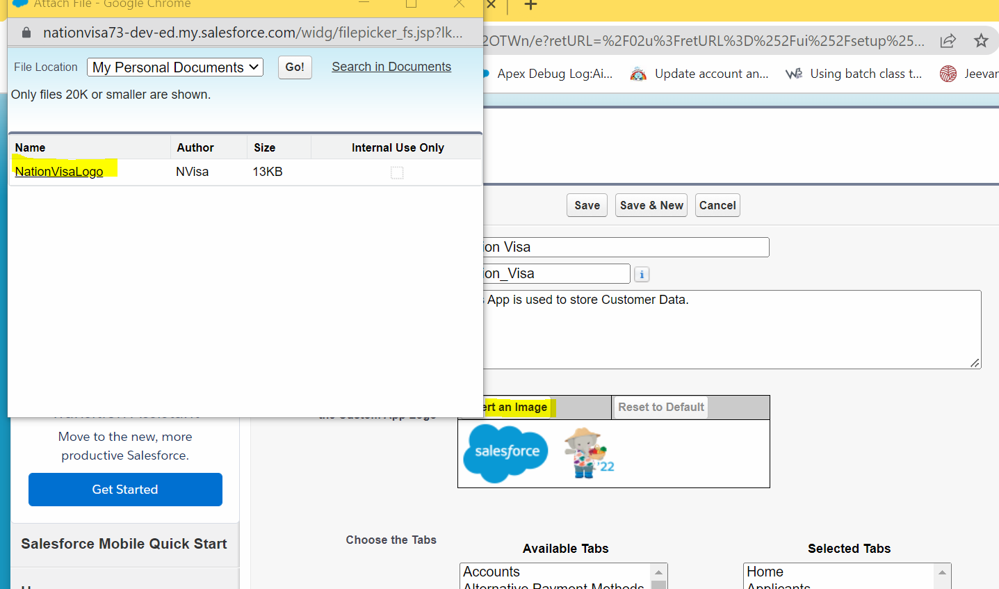 Attach File - Google Chrome
nationvisa73-dev-ed.my.salesforce.com/widg/filepicker_fs.jsp?lk...
2OTWn/e?retURL=%2F02u%3FretURL%3D%252Fui%252Fsetup%25...
File Location My Personal Documents Go! Search in Documents
Apex Debug Log:Ai... Update account an... Using batch class t... Jeevan
Only files 20K or smaller are shown.
Name Author Size Internal Use Only
NationVisaLogo NVisa 13KB
Save Save & New Cancel
ion Visa
ion_Visa
i
s App is used to store Customer Data.
ert an Image Reset to Default
the Custom App Logo
salesforce
'22
Move to the new, more
productive Salesforce.
Get Started
Salesforce Mobile Quick Start
Choose the Tabs
Available Tabs Selected Tabs
Accounts Home
Alternative Payment Methods Applicants